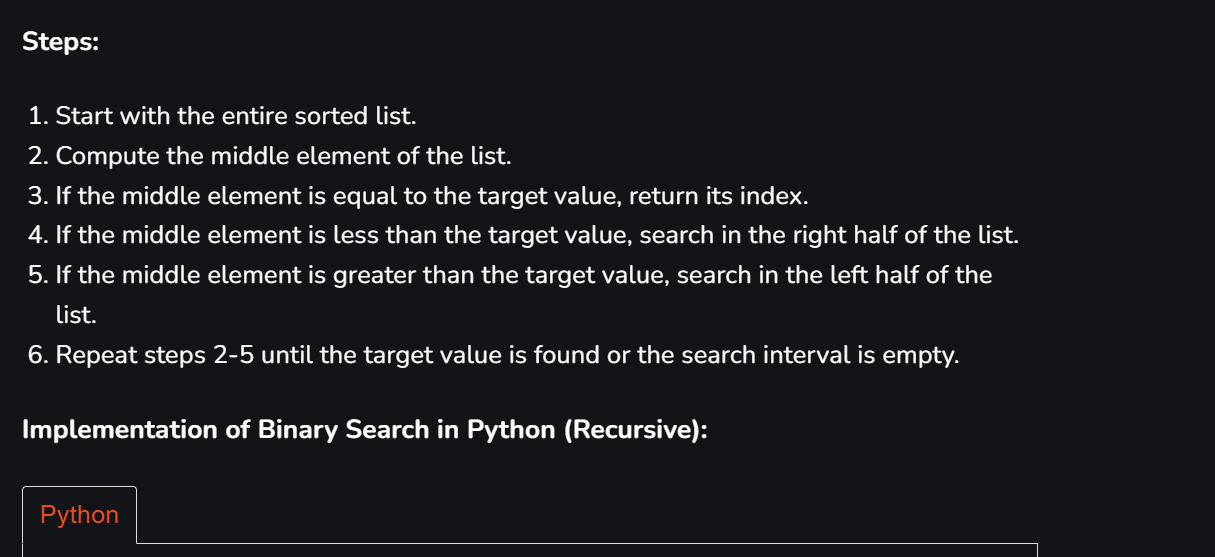 Steps:
1. Start with the entire sorted list.
2. Compute the middle element of the list.
3. If the middle element is equal to the target value, return its index.
4. If the middle element is less than the target value, search in the right half of the list.
5. If the middle element is greater than the target value, search in the left half of the
list.
6. Repeat steps 2-5 until the target value is found or the search interval is empty.
Implementation of Binary Search in Python (Recursive):
Python